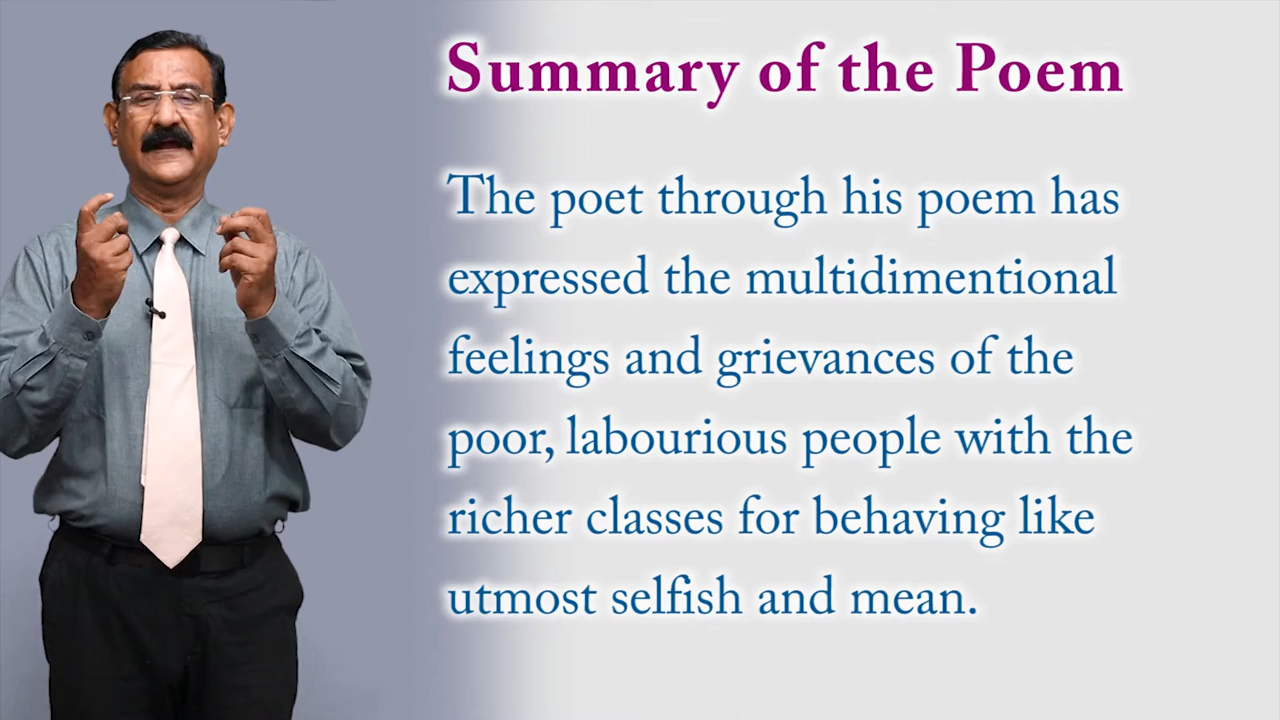 Summary of the Poem
The poet through his poem has
expressed the multidimentional
feelings and grievances of the
poor, labourious people with the
richer classes for behaving like
utmost selfish and mean.